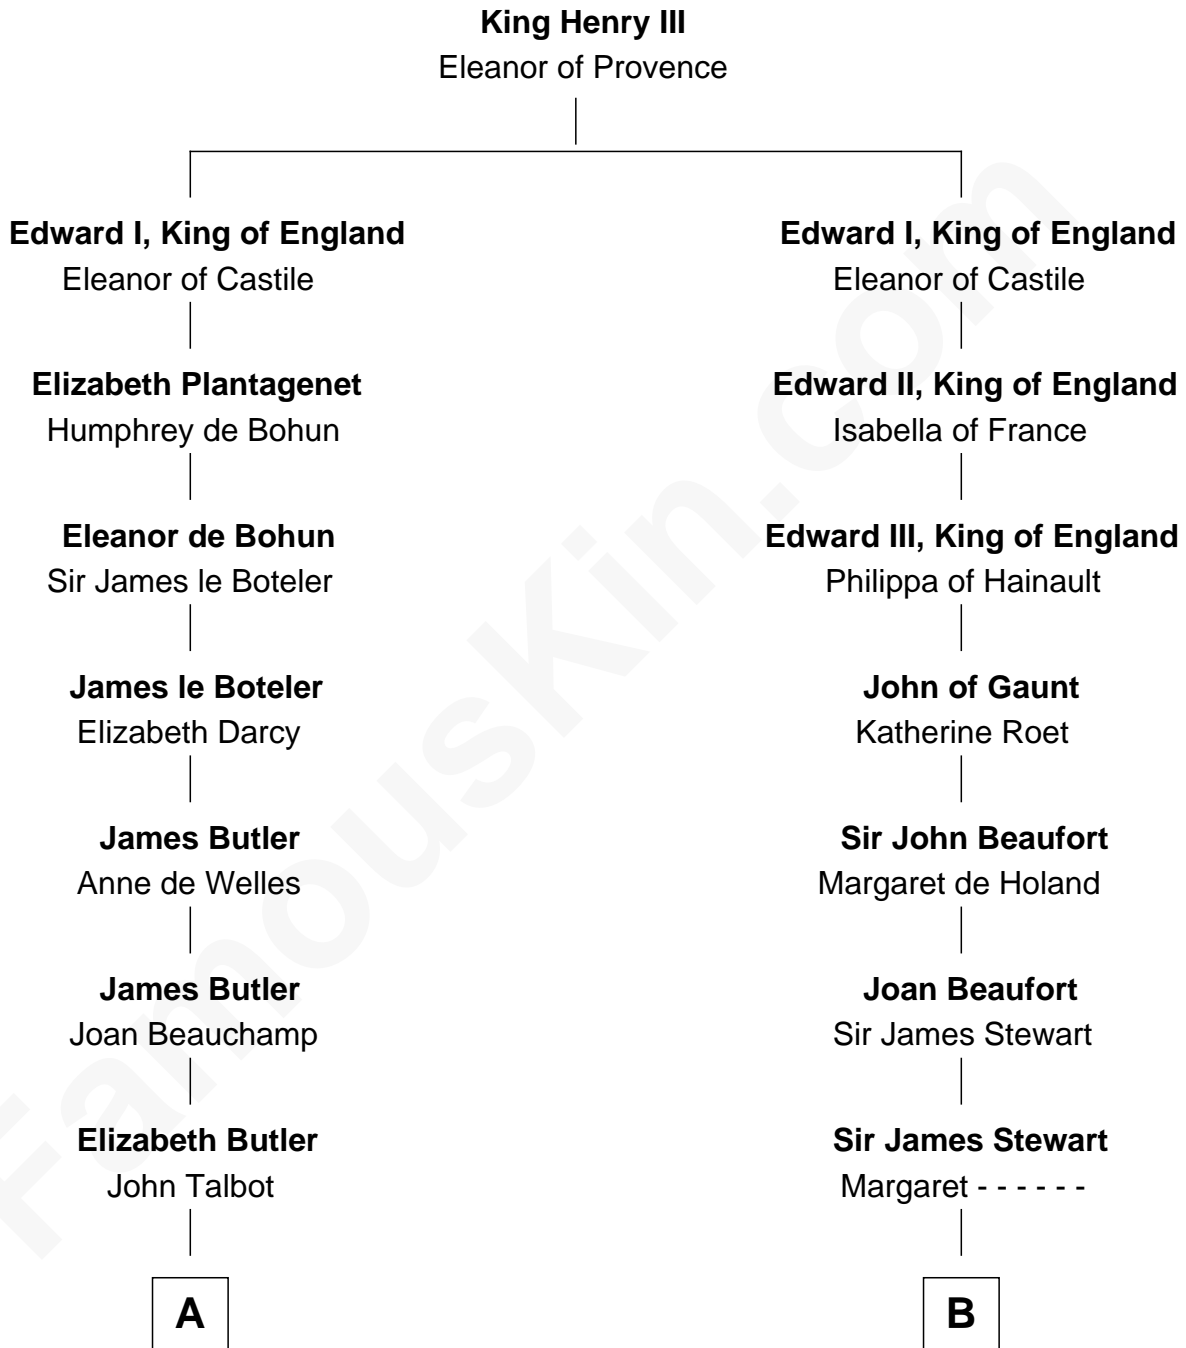 King Henry III
Eleanor of Provence
Edward I, King of England
Eleanor of Castile
Edward I, King of England
Eleanor of Castile
Elizabeth Plantagenet
Humphrey de Bohun
Edward II, King of England
Isabella of France
Eleanor de Bohun
Sir James le Boteler
Edward III, King of England
Philippa of Hainault
James le Boteler
Elizabeth Darcy
John of Gaunt
Katherine Roet
James Butler
Anne de Welles
Sir John Beaufort
Margaret de Holand
James Butler
Joan Beauchamp
Joan Beaufort
Sir James Stewart
Elizabeth Butler
John Talbot
Sir James Stewart
Margaret - - - - - -
A
B
FamousKin.com